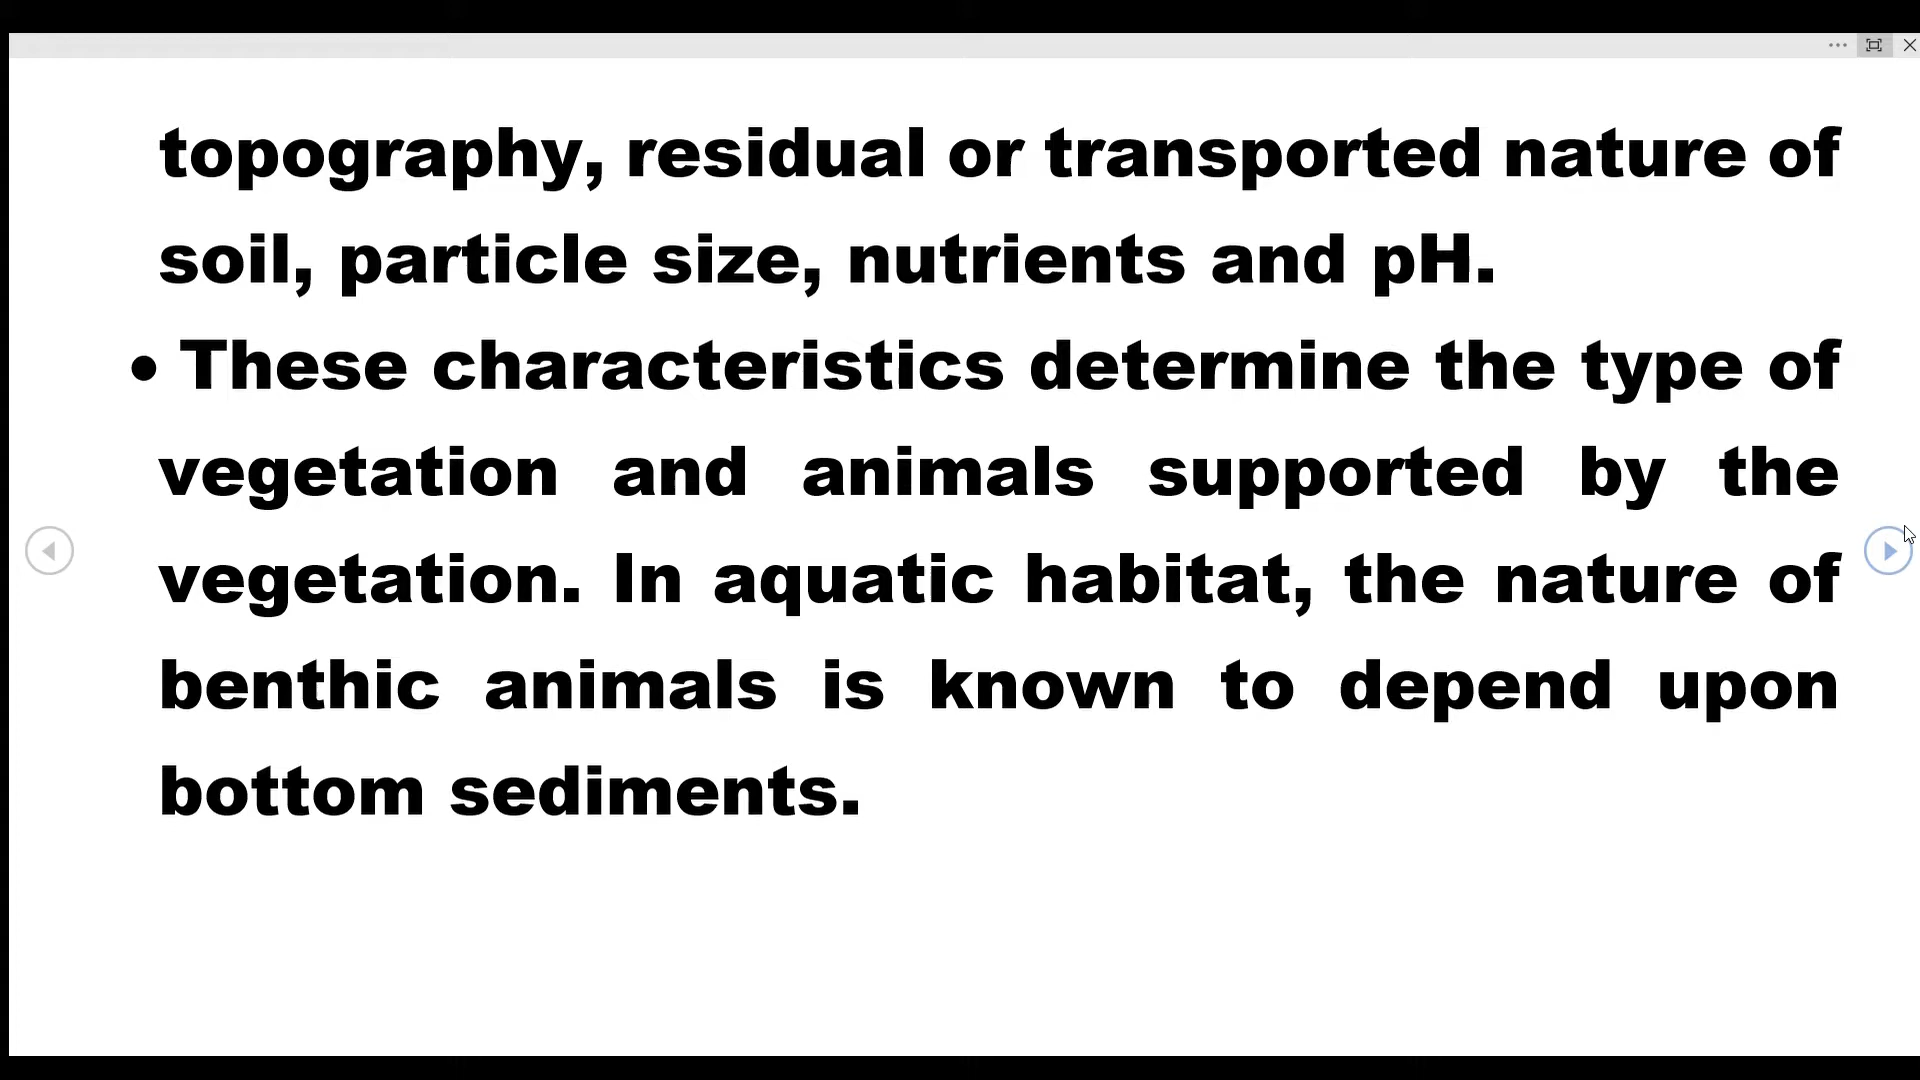 topography, residual or transported nature of
soil, particle size, nutrients and pH.
• These characteristics determine the type of
vegetation and animals supported by the
vegetation. In aquatic habitat, the nature of
benthic animals is known to depend upon
bottom sediments.